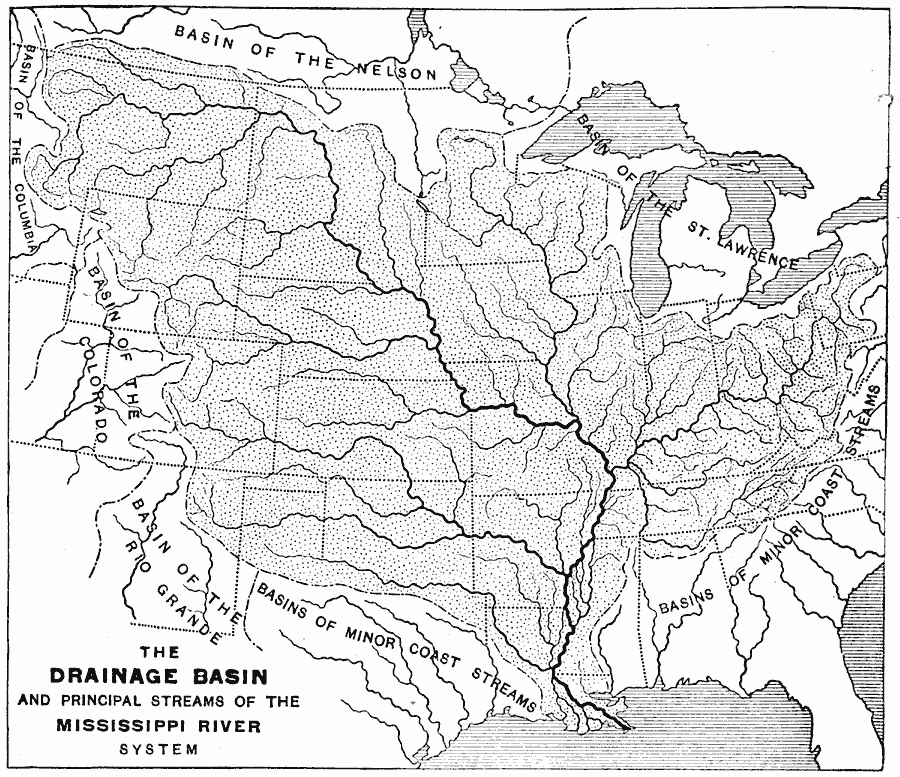 BASIN OF THE NELSON
BASIN OF THE COLUMBIA
BASIN OF THE ST. LAWRENCE
BASIN OF THE
COLORADO
BASIN OF THE
RIO GRANDE
BASINS OF MINOR COAST STREAMS
BASINS OF MINOR COAST STREAMS
THE
DRAINAGE BASIN
AND PRINCIPAL STREAMS OF THE
MISSISSIPPI RIVER
SYSTEM